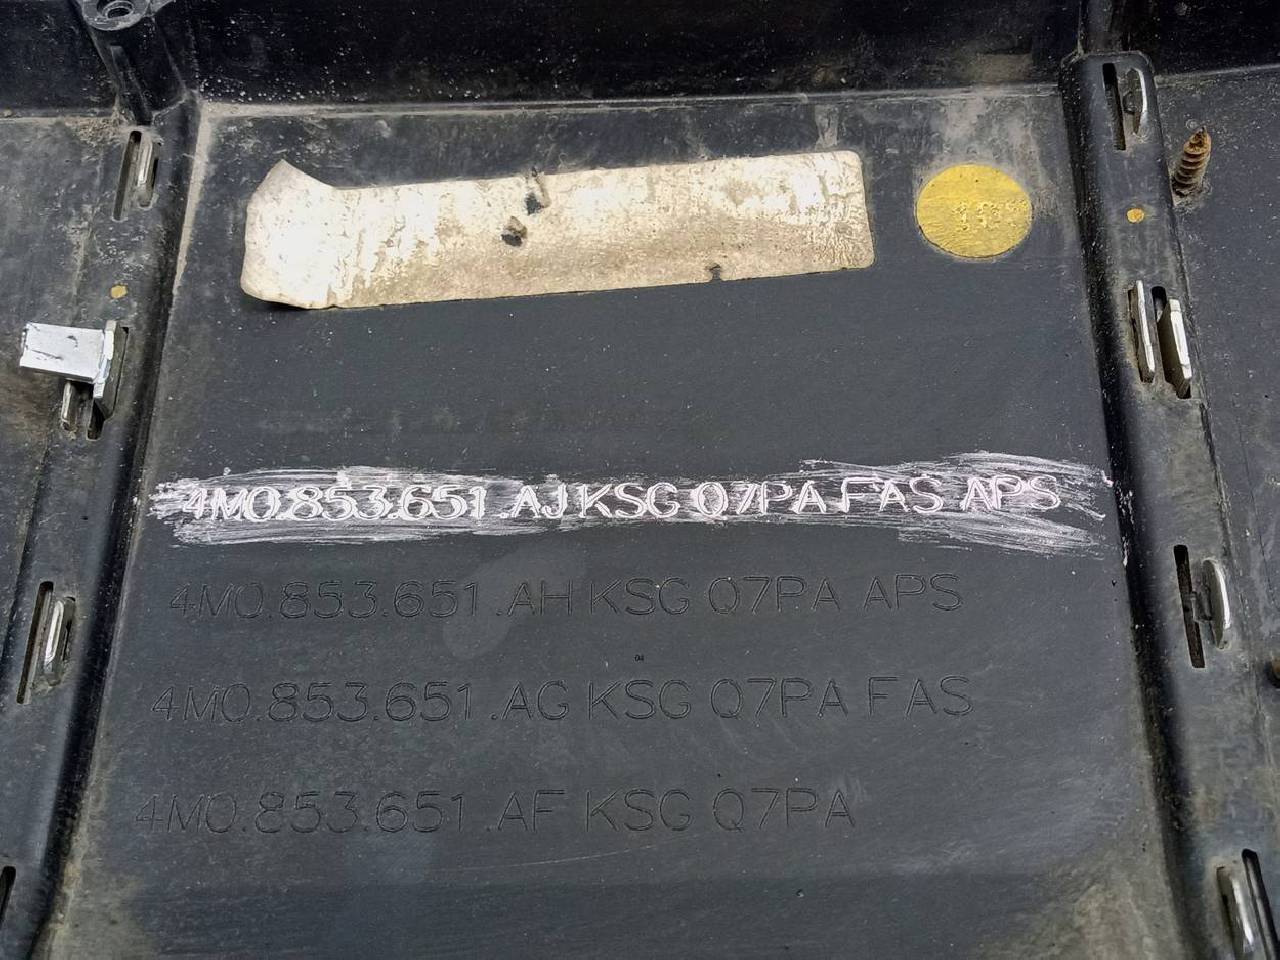 4M0.853.651.AJ KSG Q7PA FAS APS
4M0.853.651.AH KSG Q7PA APS
4M0.853.651.AG KSG Q7PA FAS
4M0.853.651.AF KSG Q7PA